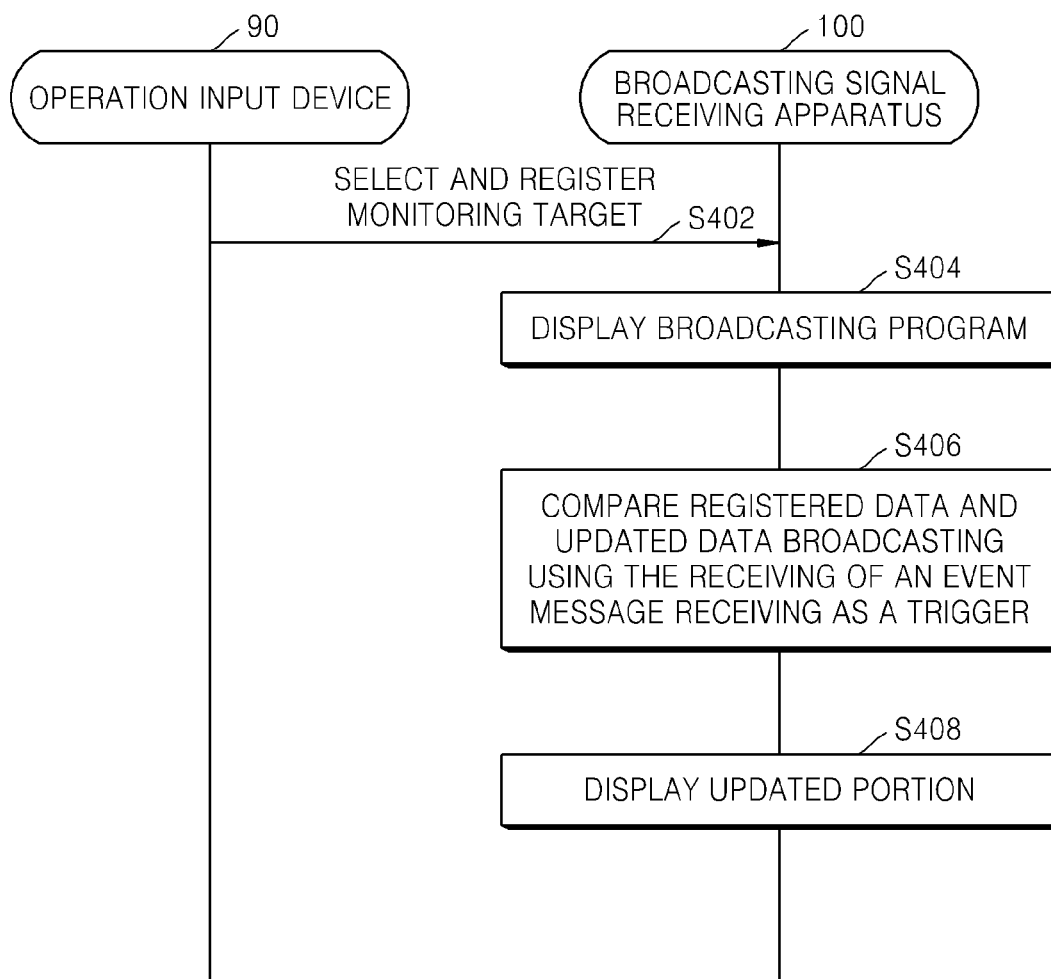 90
100
OPERATION INPUT DEVICE
BROADCASTING SIGNAL
RECEIVING APPARATUS
SELECT AND REGISTER
MONITORING TARGET
S402
S404
DISPLAY BROADCASTING PROGRAM
S406
COMPARE REGISTERED DATA AND
UPDATED DATA BROADCASTING
USING THE RECEIVING OF AN EVENT
MESSAGE RECEIVING AS A TRIGGER
S408
DISPLAY UPDATED PORTION